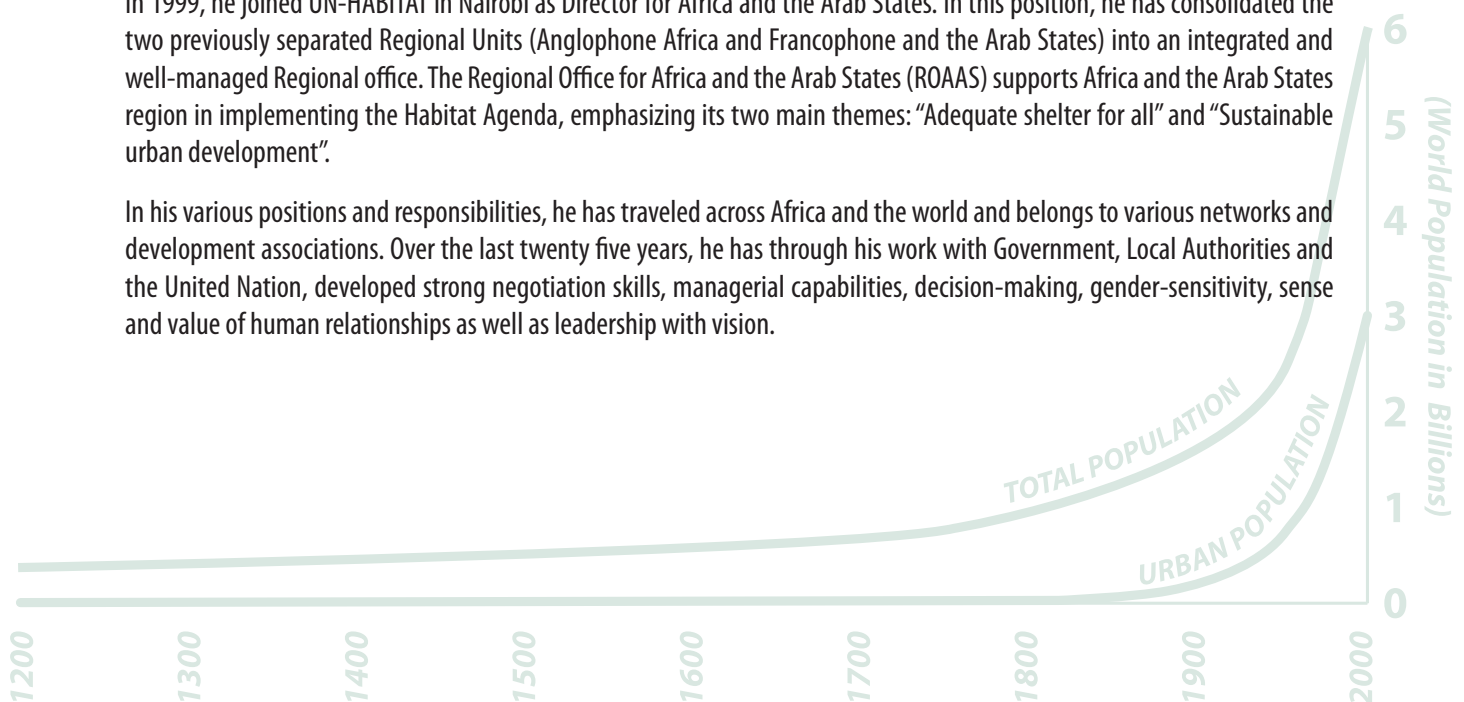 In 1999, he joined UN-HABITAT in Nairobi as Director for Africa and the Arab States. In this position, he has consolidated the
two previously separated Regional Units (Anglophone Africa and Francophone and the Arab States) into an integrated and
well-managed Regional office. The Regional Office for Africa and the Arab States (ROAAS) supports Africa and the Arab States
region in implementing the Habitat Agenda, emphasizing its two main themes: “Adequate shelter for all” and “Sustainable
urban development”.
In his various positions and responsibilities, he has traveled across Africa and the world and belongs to various networks and
development associations. Over the last twenty five years, he has through his work with Government, Local Authorities and
the United Nation, developed strong negotiation skills, managerial capabilities, decision-making, gender-sensitivity, sense
and value of human relationships as well as leadership with vision.
6
5
4
3
2
1
0
(World Population in Billions)
TOTAL POPULATION
URBAN POPULATION
1200
1300
1400
1500
1600
1700
1800
1900
2000